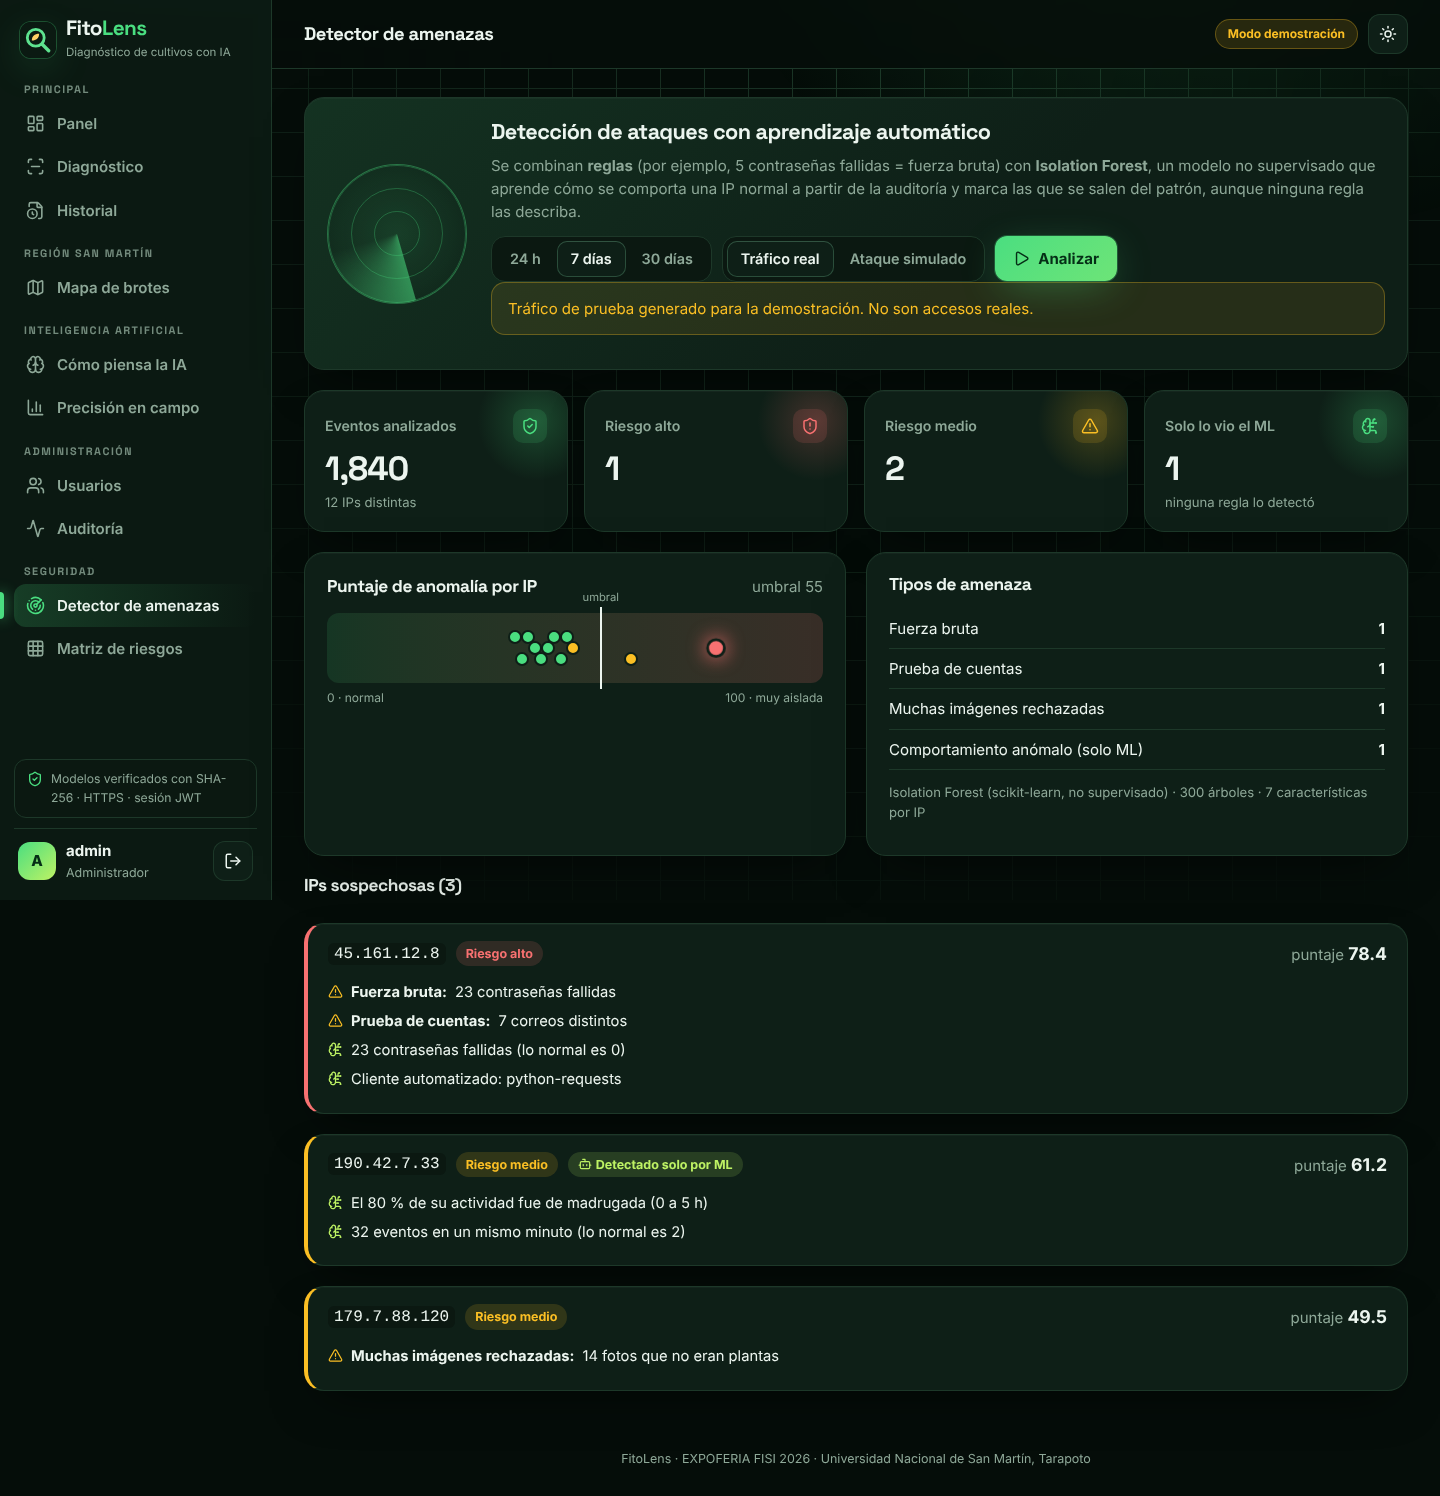 FitoLens
Diagnóstico de cultivos con IA
PRINCIPAL
Panel
Diagnóstico
Historial
REGIÓN SAN MARTÍN
Mapa de brotes
INTELIGENCIA ARTIFICIAL
Cómo piensa la IA
Precisión en campo
ADMINISTRACIÓN
Usuarios
Auditoría
SEGURIDAD
Detector de amenazas
Matriz de riesgos
Modelos verificados con SHA-
256 · HTTPS · sesión JWT
A
admin
Administrador
Detector de amenazas
Modo demostración
Detección de ataques con aprendizaje automático
Se combinan reglas (por ejemplo, 5 contraseñas fallidas = fuerza bruta) con Isolation Forest, un modelo no supervisado que
aprende cómo se comporta una IP normal a partir de la auditoría y marca las que se salen del patrón, aunque ninguna regla
las describa.
24 h 7 días 30 días Tráfico real Ataque simulado Analizar
Tráfico de prueba generado para la demostración. No son accesos reales.
Eventos analizados
1,840
12 IPs distintas
Riesgo alto
1
Riesgo medio
2
Solo lo vio el ML
1
ninguna regla lo detectó
Puntaje de anomalía por IP
umbral 55
umbral
0 · normal
100 · muy aislada
Tipos de amenaza
Fuerza bruta 1
Prueba de cuentas 1
Muchas imágenes rechazadas 1
Comportamiento anómalo (solo ML) 1
Isolation Forest (scikit-learn, no supervisado) · 300 árboles · 7 características
por IP
IPs sospechosas (3)
45.161.12.8 Riesgo alto puntaje 78.4
Fuerza bruta: 23 contraseñas fallidas
Prueba de cuentas: 7 correos distintos
23 contraseñas fallidas (lo normal es 0)
Cliente automatizado: python-requests
190.42.7.33 Riesgo medio Detectado solo por ML puntaje 61.2
El 80 % de su actividad fue de madrugada (0 a 5 h)
32 eventos en un mismo minuto (lo normal es 2)
179.7.88.120 Riesgo medio puntaje 49.5
Muchas imágenes rechazadas: 14 fotos que no eran plantas
FitoLens · EXPOFERIA FISI 2026 · Universidad Nacional de San Martín, Tarapoto